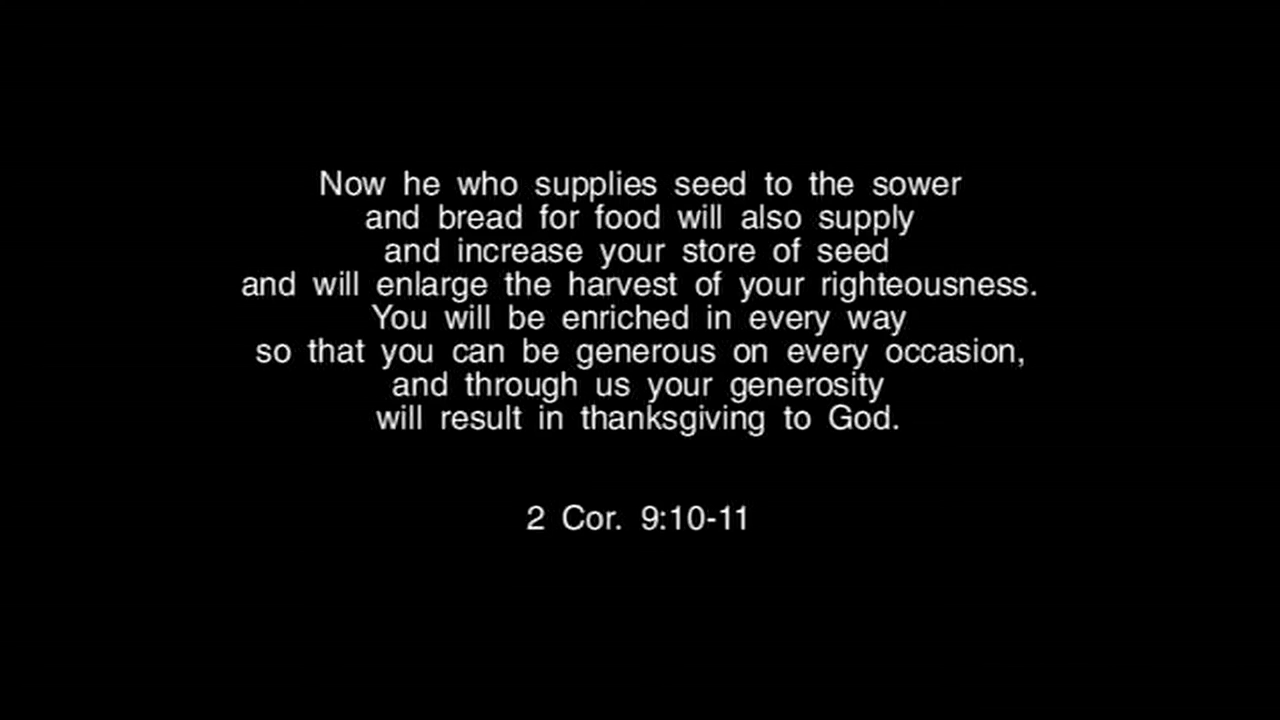 Now he who supplies seed to the sower
and bread for food will also supply
and increase your store of seed
and will enlarge the harvest of your righteousness.
You will be enriched in every way
so that you can be generous on every occasion,
and through us your generosity
will result in thanksgiving to God.
2 Cor. 9:10-11